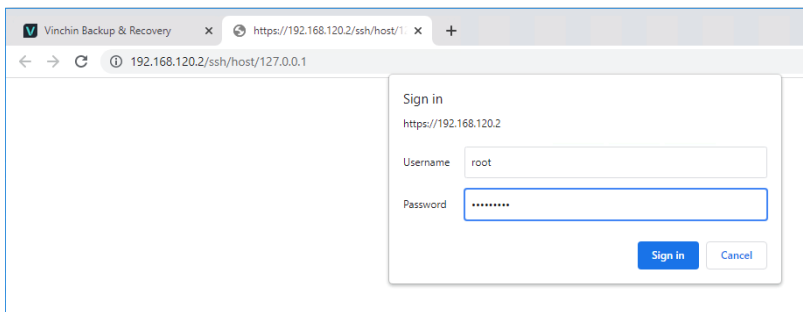 Vinchin Backup & Recovery
https://192.168.120.2/ssh/host/1
192.168.120.2/ssh/host/127.0.0.1
Sign in
https://192.168.120.2
Username root
Password •••••••••
Sign in Cancel